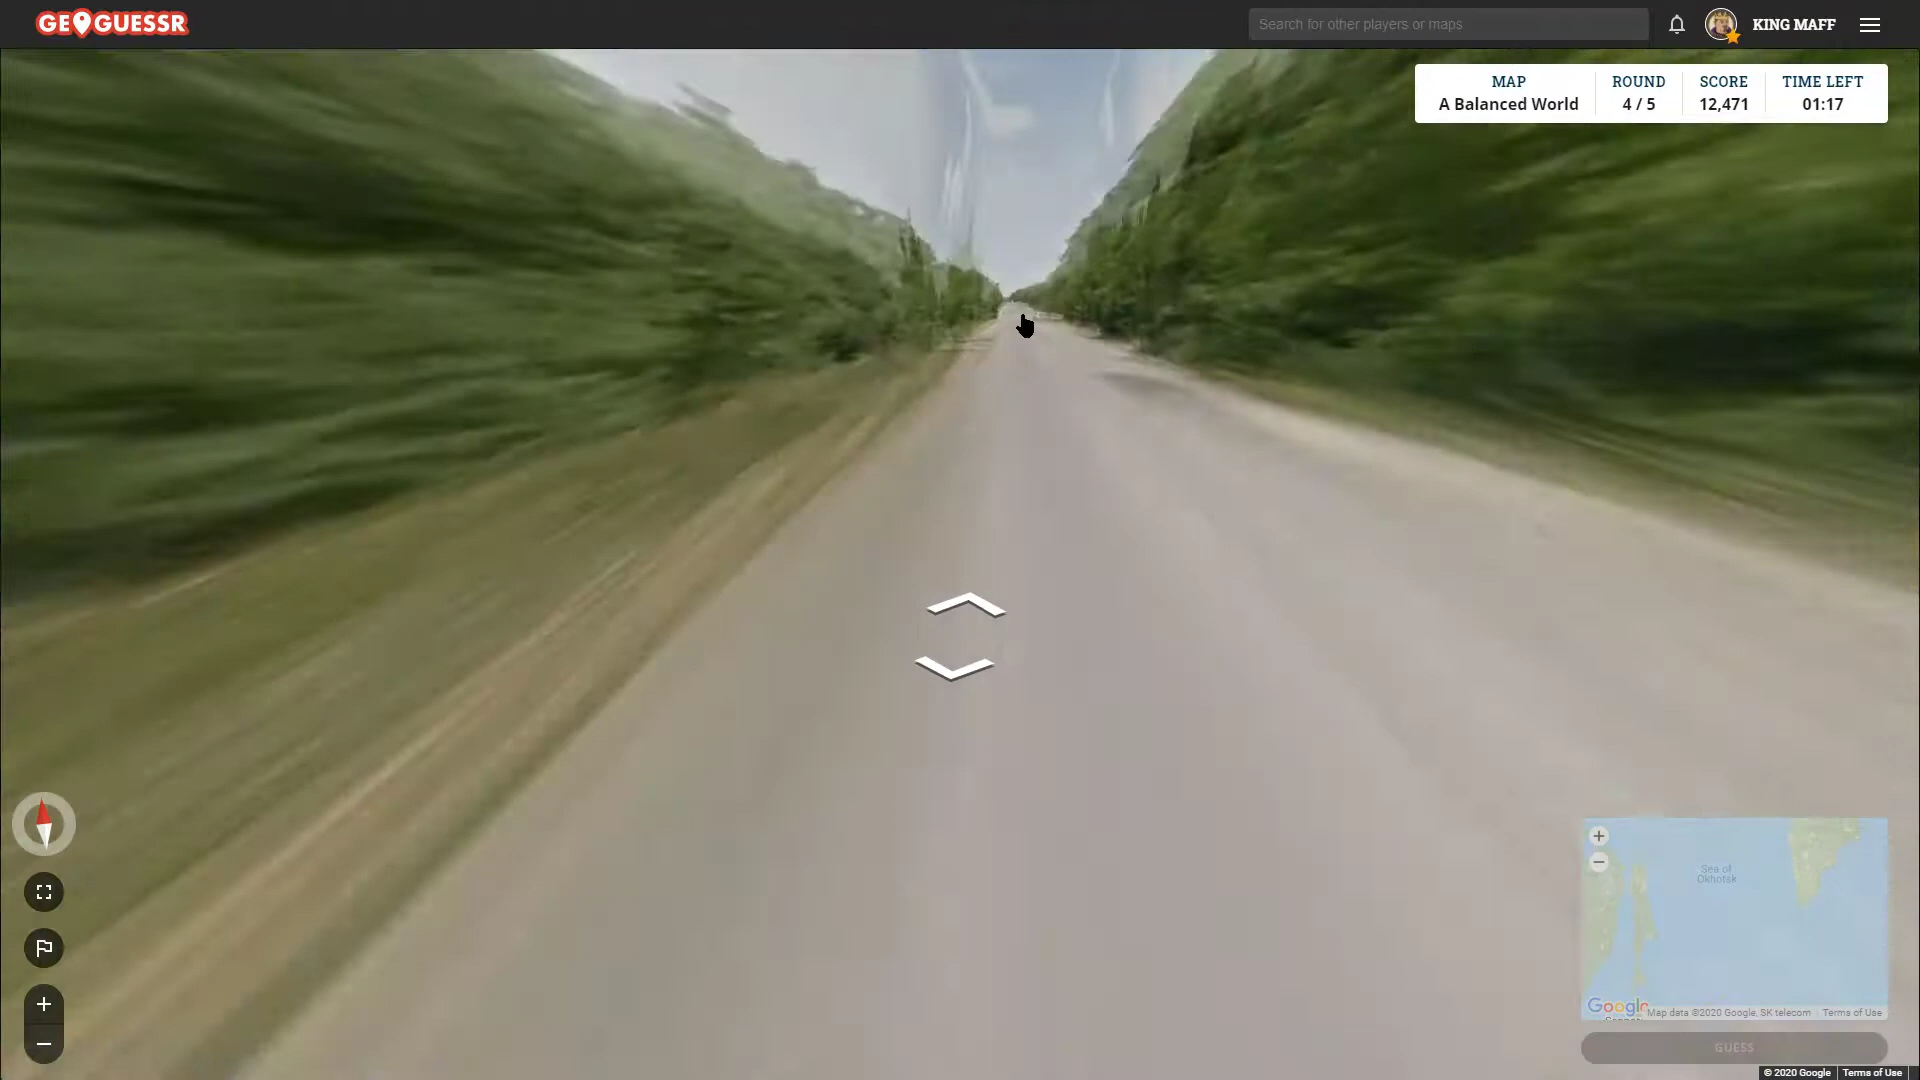 GEOGUESSR
Search for other players or maps
KING MAFF
MAP
A Balanced World
ROUND
4 / 5
SCORE
12,471
TIME LEFT
01:17
Sea of
Okhotsk
Google
Map data ©2020 Google, SK telecom
Terms of Use
GUESS
© 2020 Google
Terms of Use